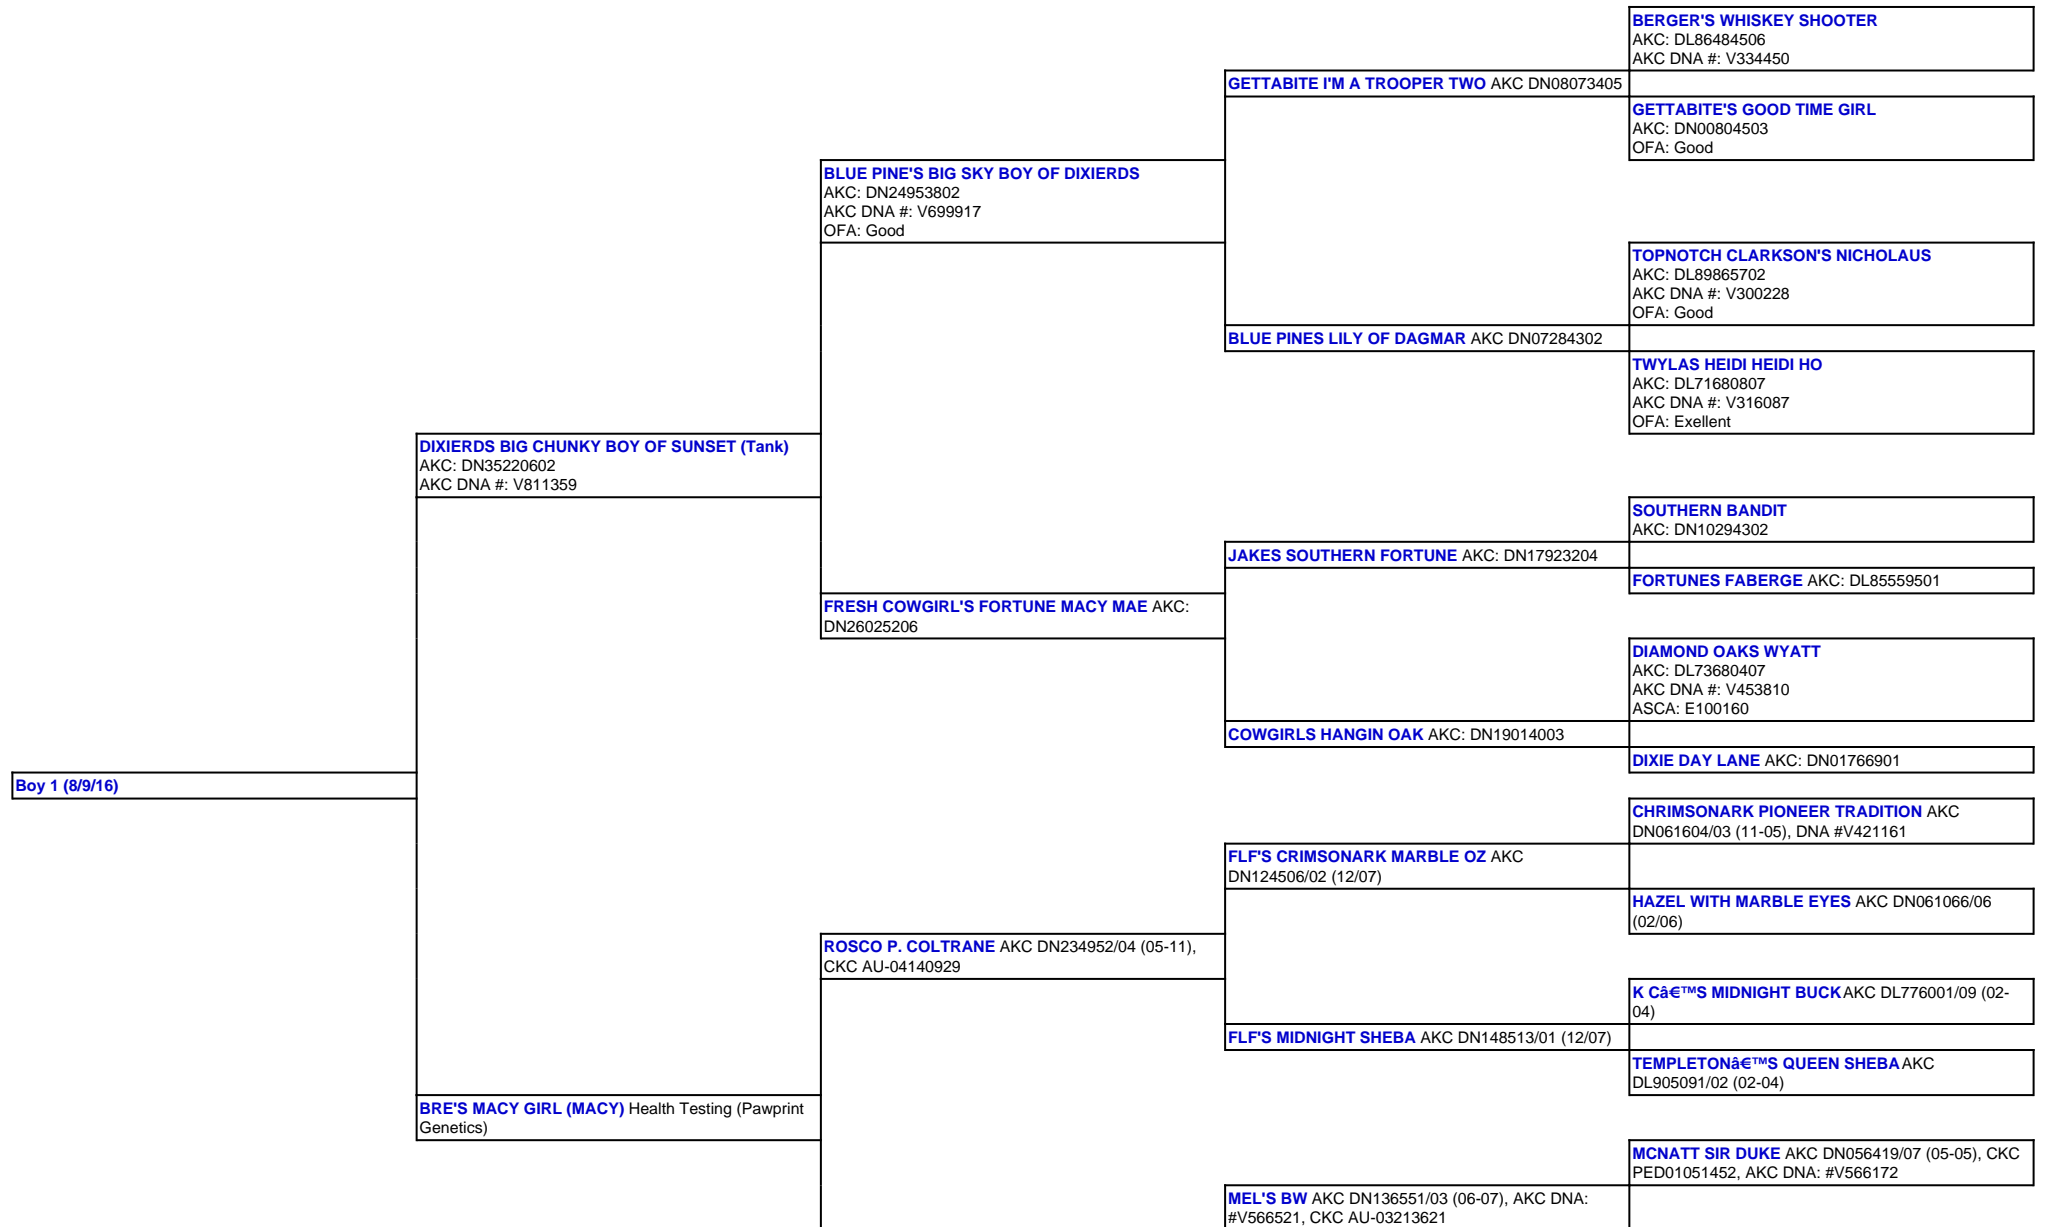 BERGER'S WHISKEY SHOOTER
AKC: DL86484506
AKC DNA #: V334450
GETTABITE I'M A TROOPER TWO AKC DN08073405
GETTABITE'S GOOD TIME GIRL
AKC: DN00804503
OFA: Good
BLUE PINE'S BIG SKY BOY OF DIXIERDS
AKC: DN24953802
AKC DNA #: V699917
OFA: Good
TOPNOTCH CLARKSON'S NICHOLAUS
AKC: DL89865702
AKC DNA #: V300228
OFA: Good
BLUE PINES LILY OF DAGMAR AKC DN07284302
TWYLAS HEIDI HEIDI HO
AKC: DL71680807
AKC DNA #: V316087
OFA: Exellent
DIXIERDS BIG CHUNKY BOY OF SUNSET (Tank)
AKC: DN35220602
AKC DNA #: V811359
SOUTHERN BANDIT
AKC: DN10294302
JAKES SOUTHERN FORTUNE AKC: DN17923204
FORTUNES FABERGE AKC: DL85559501
FRESH COWGIRL'S FORTUNE MACY MAE AKC:
DN26025206
DIAMOND OAKS WYATT
AKC: DL73680407
AKC DNA #: V453810
ASCA: E100160
COWGIRLS HANGIN OAK AKC: DN19014003
DIXIE DAY LANE AKC: DN01766901
Boy 1 (8/9/16)
CHRIMSONARK PIONEER TRADITION AKC
DN061604/03 (11-05), DNA #V421161
FLF'S CRIMSONARK MARBLE OZ AKC
DN124506/02 (12/07)
HAZEL WITH MARBLE EYES AKC DN061066/06
(02/06)
ROSCO P. COLTRANE AKC DN234952/04 (05-11),
CKC AU-04140929
K Câ€™S MIDNIGHT BUCK AKC DL776001/09 (02-
04)
FLF'S MIDNIGHT SHEBA AKC DN148513/01 (12/07)
TEMPLETONâ€™S QUEEN SHEBA AKC
DL905091/02 (02-04)
BRE'S MACY GIRL (MACY) Health Testing (Pawprint
Genetics)
MCNATT SIR DUKE AKC DN056419/07 (05-05), CKC
PED01051452, AKC DNA: #V566172
MEL'S BW AKC DN136551/03 (06-07), AKC DNA:
#V566521, CKC AU-03213621